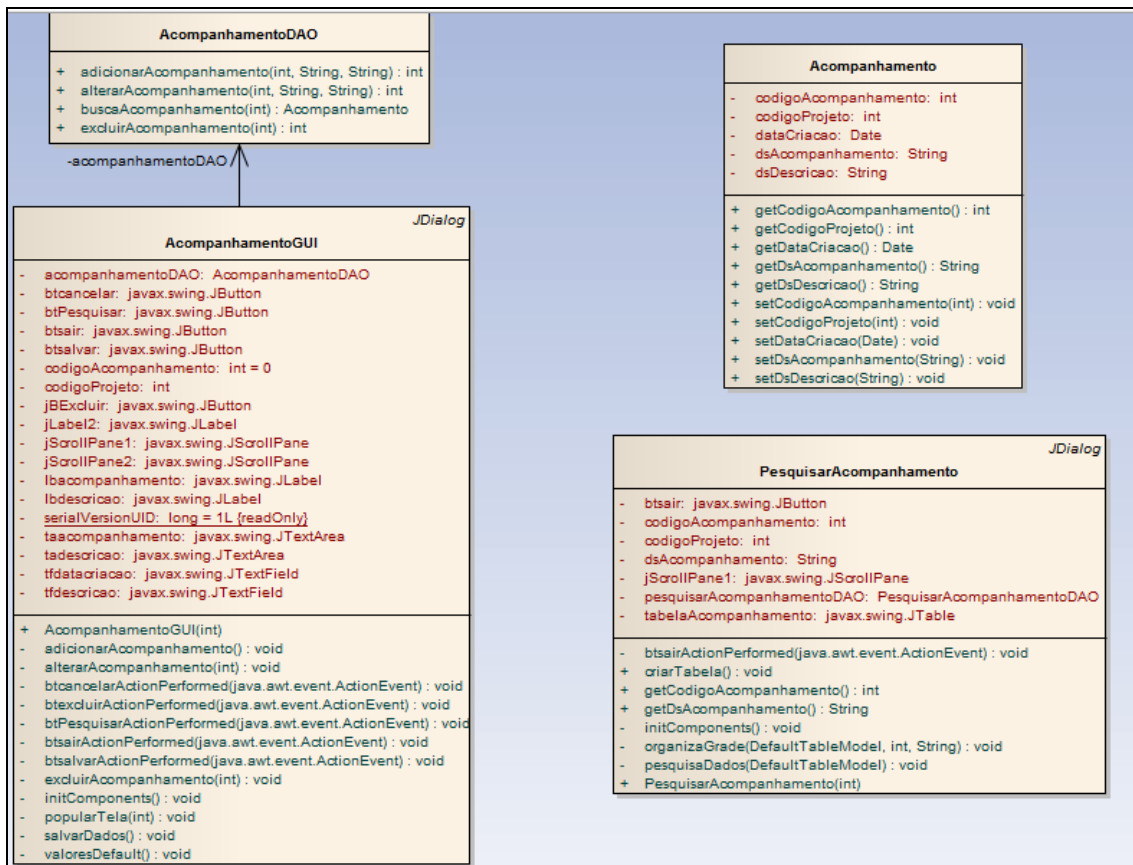 AcompanhamentoDAO
+ adicionarAcompanhamento(int, String, String) : int
+ alterarAcompanhamento(int, String, String) : int
+ buscaAcompanhamento(int) : Acompanhamento
+ excluirAcompanhamento(int) : int
-acompanhamentoDAO
JDialog
AcompanhamentoGUI
- acompanhamentoDAO: AcompanhamentoDAO
- btcancelar: javax.swing.JButton
- btPesquisar: javax.swing.JButton
- btsair: javax.swing.JButton
- btsalvar: javax.swing.JButton
- codigoAcompanhamento: int = 0
- codigoProjeto: int
- jBExcluir: javax.swing.JButton
- jLabel2: javax.swing.JLabel
- jScrollPane1: javax.swing.JScrollPane
- jScrollPane2: javax.swing.JScrollPane
- lbacompanhamento: javax.swing.JLabel
- lbdescricao: javax.swing.JLabel
- serialVersionUID: long = 1L {readOnly}
- taacompanhamento: javax.swing.JTextArea
- tadescricao: javax.swing.JTextArea
- tfdatacriacao: javax.swing.JTextField
- tfdescricao: javax.swing.JTextField
+ AcompanhamentoGUI(int)
- adicionarAcompanhamento() : void
- alterarAcompanhamento(int) : void
- btcancelarActionPerformed(java.awt.event.ActionEvent) : void
- btexcluirActionPerformed(java.awt.event.ActionEvent) : void
- btPesquisarActionPerformed(java.awt.event.ActionEvent) : void
- btsairActionPerformed(java.awt.event.ActionEvent) : void
- btsalvarActionPerformed(java.awt.event.ActionEvent) : void
- excluirAcompanhamento(int) : void
- initComponents() : void
- popularTela(int) : void
- salvarDados() : void
- valoresDefault() : void
Acompanhamento
- codigoAcompanhamento: int
- codigoProjeto: int
- dataCriacao: Date
- dsAcompanhamento: String
- dsDescricao: String
+ getCodigoAcompanhamento() : int
+ getCodigoProjeto() : int
+ getDataCriacao() : Date
+ getDsAcompanhamento() : String
+ getDsDescricao() : String
+ setCodigoAcompanhamento(int) : void
+ setCodigoProjeto(int) : void
+ setDataCriacao(Date) : void
+ setDsAcompanhamento(String) : void
+ setDsDescricao(String) : void
JDialog
PesquisarAcompanhamento
- btsair: javax.swing.JButton
- codigoAcompanhamento: int
- codigoProjeto: int
- dsAcompanhamento: String
- jScrollPane1: javax.swing.JScrollPane
- pesquisarAcompanhamentoDAO: PesquisarAcompanhamentoDAO
- tabelaAcompanhamento: javax.swing.JTable
- btsairActionPerformed(java.awt.event.ActionEvent) : void
+ criarTabela() : void
+ getCodigoAcompanhamento() : int
+ getDsAcompanhamento() : String
- initComponents() : void
- organizaGrade(DefaultTableModel, int, String) : void
- pesquisaDados(DefaultTableModel) : void
+ PesquisarAcompanhamento(int)